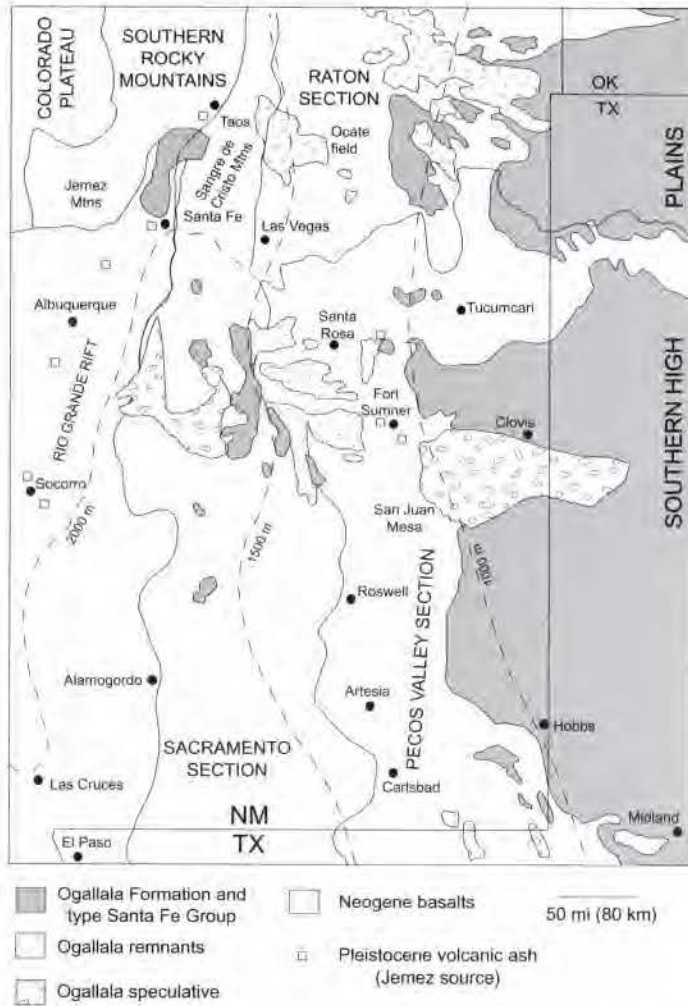 COLORADO
PLATEAU
SOUTHERN
ROCKY
MOUNTAINS
RATON
SECTION
OK
TX
Taos
Ocate
field
PLAINS
Sangre de
Cristo Mtns
Jemez
Mtns
Santa Fe
Las Vegas
Albuquerque
Santa
Rosa
Tucumcari
RIO GRANDE RIFT
Fort
Sumner
Clovis
SOUTHERN HIGH
Socorro
2000 m
San Juan
Mesa
1500 m
1000 m
Roswell
PECOS VALLEY SECTION
Alamogordo
Artesia
Hobbs
SACRAMENTO
SECTION
Las Cruces
Carlsbad
NM
TX
Midland
El Paso
Ogallala Formation and
type Santa Fe Group
Neogene basalts
50 mi (80 km)
Ogallala remnants
Pleistocene volcanic ash
(Jemez source)
Ogallala speculative